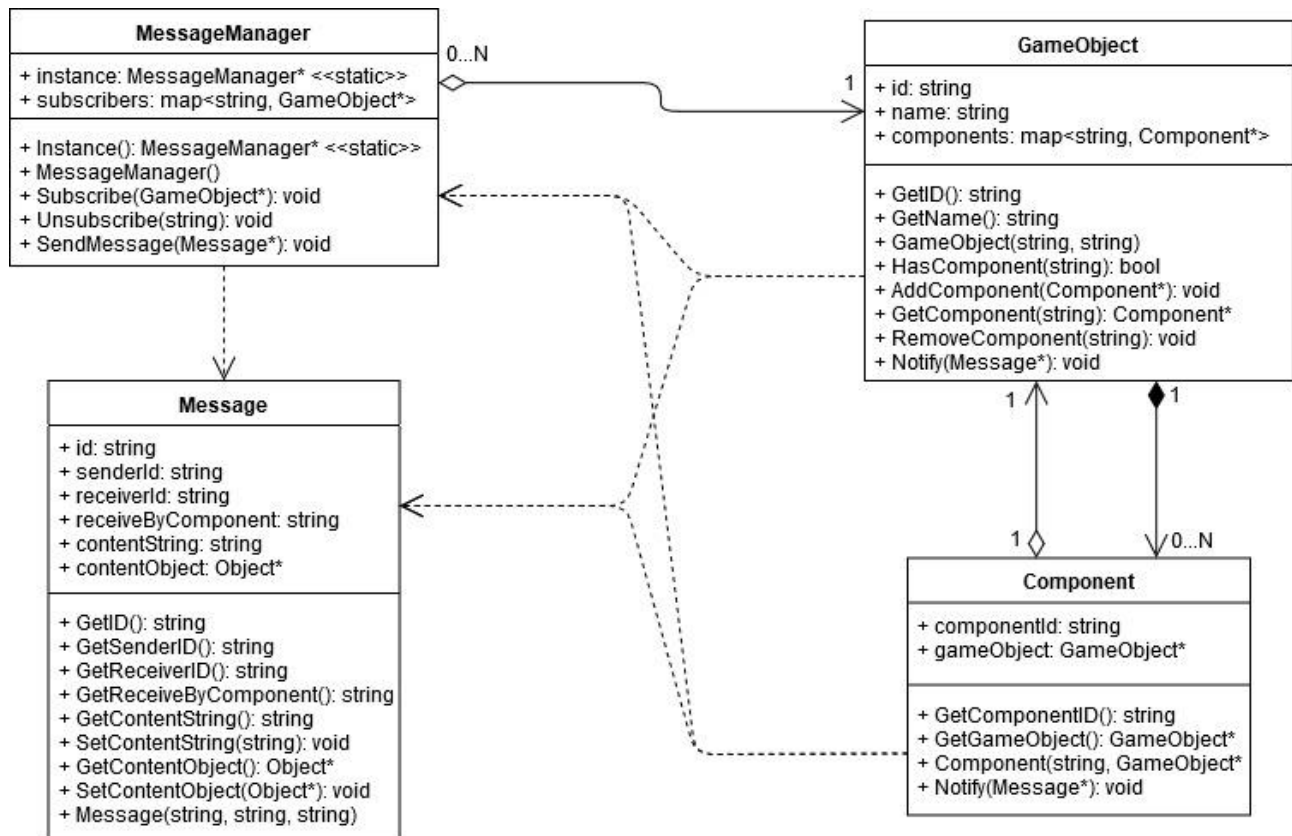 MessageManager
+ instance: MessageManager* <<static>>
+ subscribers: map<string, GameObject*>
+ Instance(): MessageManager* <<static>>
+ MessageManager()
+ Subscribe(GameObject*): void
+ Unsubscribe(string): void
+ SendMessage(Message*): void
0...N
1
GameObject
+ id: string
+ name: string
+ components: map<string, Component*>
+ GetID(): string
+ GetName(): string
+ GameObject(string, string)
+ HasComponent(string): bool
+ AddComponent(Component*): void
+ GetComponent(string): Component*
+ RemoveComponent(string): void
+ Notify(Message*): void
1
1
1
0...N
Message
+ id: string
+ senderId: string
+ receiverId: string
+ receiveByComponent: string
+ contentString: string
+ contentObject: Object*
+ GetID(): string
+ GetSenderID(): string
+ GetReceiverID(): string
+ GetReceiveByComponent(): string
+ GetContentString(): string
+ SetContentString(string): void
+ GetContentObject(): Object*
+ SetContentObject(Object*): void
+ Message(string, string, string)
Component
+ componentId: string
+ gameObject: GameObject*
+ GetComponentID(): string
+ GetGameObject(): GameObject*
+ Component(string, GameObject*
+ Notify(Message*): void